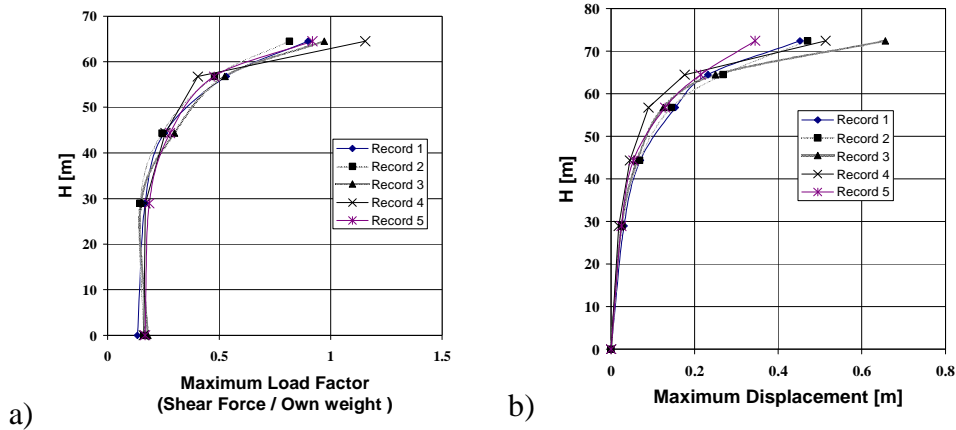 a)
H [m]
70
60
50
40
30
20
10
0
0
0.5
1
1.5
Maximum Load Factor
(Shear Force / Own weight )
Record 1
Record 2
Record 3
Record 4
Record 5
b)
H [m]
80
70
60
50
40
30
20
10
0
0
0.2
0.4
0.6
0.8
Maximum Displacement [m]
Record 1
Record 2
Record 3
Record 4
Record 5